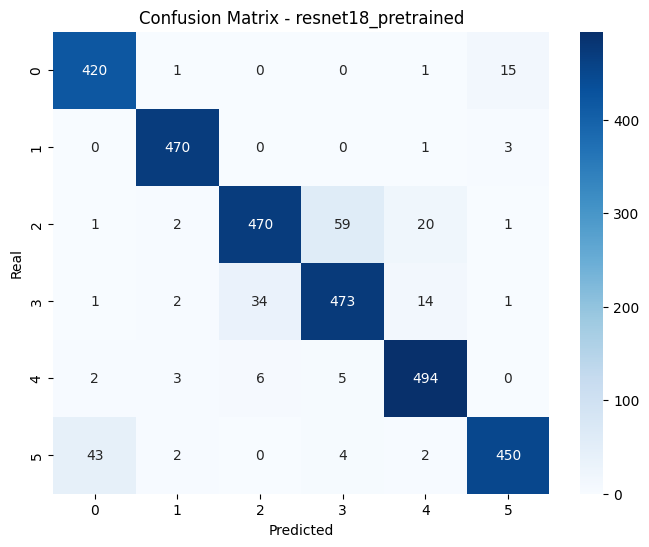 Confusion Matrix - resnet18_pretrained
0 420 1 0 0 1 15
1 0 470 0 0 1 3
2 1 2 470 59 20 1
3 1 2 34 473 14 1
4 2 3 6 5 494 0
5 43 2 0 4 2 450
0 1 2 3 4 5
Real
Predicted
400
300
200
100
0